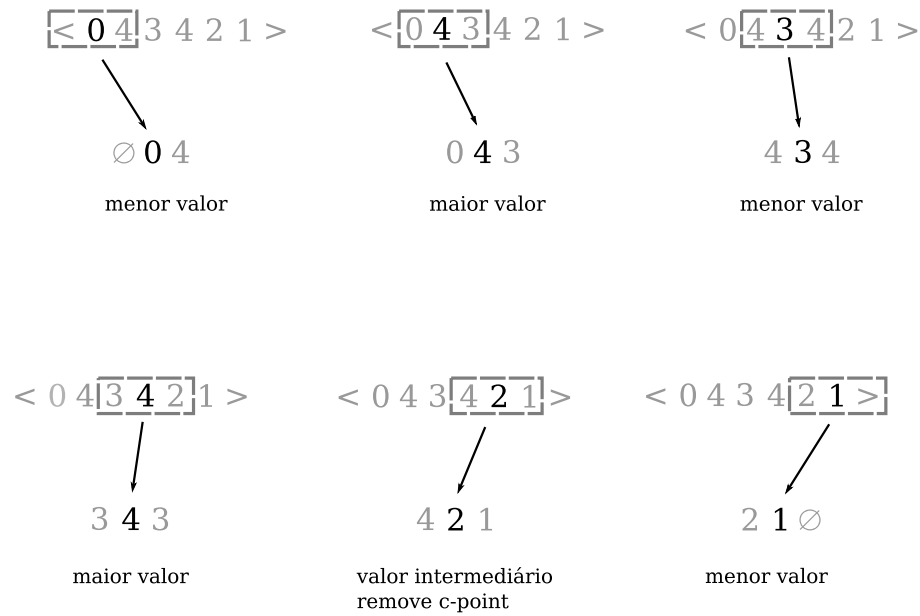 < 0 4 3 4 2 1 >
< 0 4 3 4 2 1 >
< 0 4 3 4 2 1 >
∅ 0 4
0 4 3
4 3 4
menor valor
maior valor
menor valor
< 0 4 3 4 2 1 >
< 0 4 3 4 2 1 >
< 0 4 3 4 2 1 >
3 4 3
4 2 1
2 1 ∅
maior valor
valor intermediário
remove c-point
menor valor